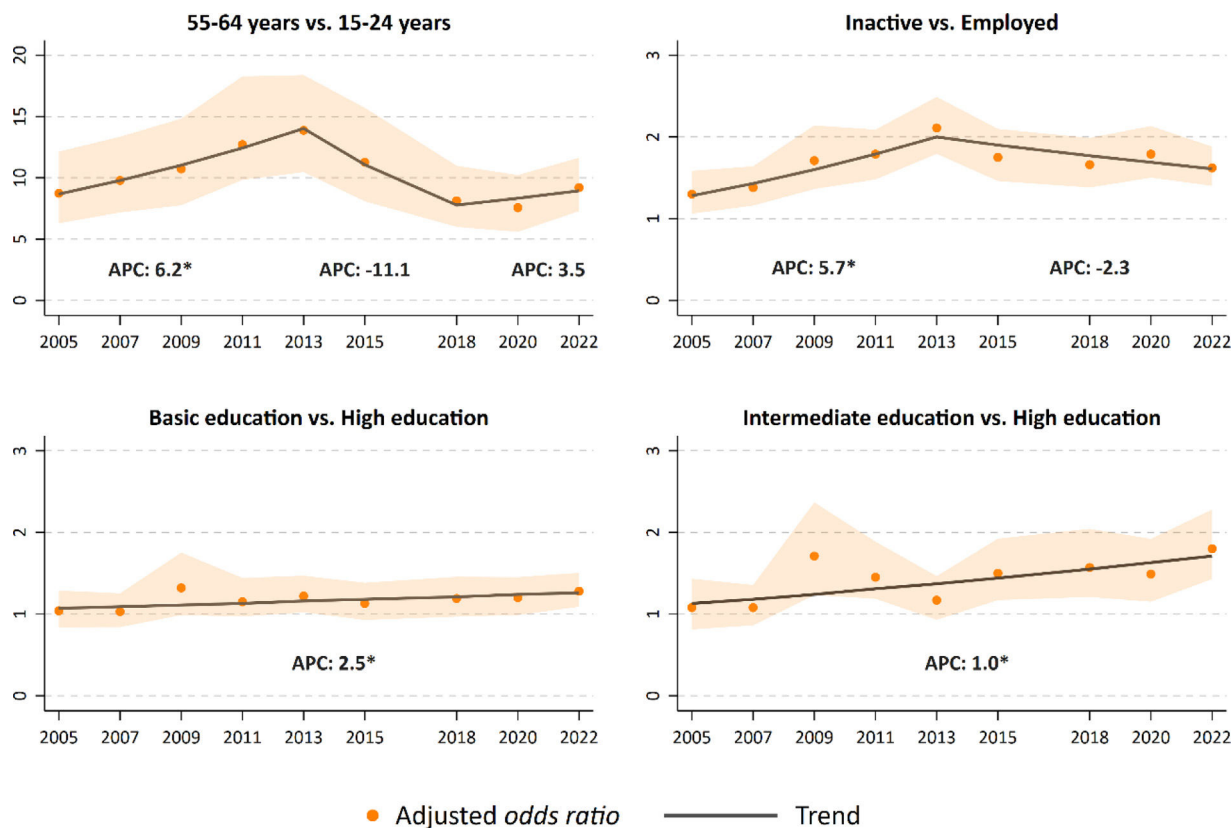 55-64 years vs. 15-24 years
20
15
10
5
0
APC: 6.2* APC: -11.1 APC: 3.5
2005 2007 2009 2011 2013 2015 2018 2020 2022
Inactive vs. Employed
3
2
1
0
APC: 5.7* APC: -2.3
2005 2007 2009 2011 2013 2015 2018 2020 2022
Basic education vs. High education
3
2
1
0
APC: 2.5*
2005 2007 2009 2011 2013 2015 2018 2020 2022
Intermediate education vs. High education
3
2
1
0
APC: 1.0*
2005 2007 2009 2011 2013 2015 2018 2020 2022
Adjusted odds ratio Trend